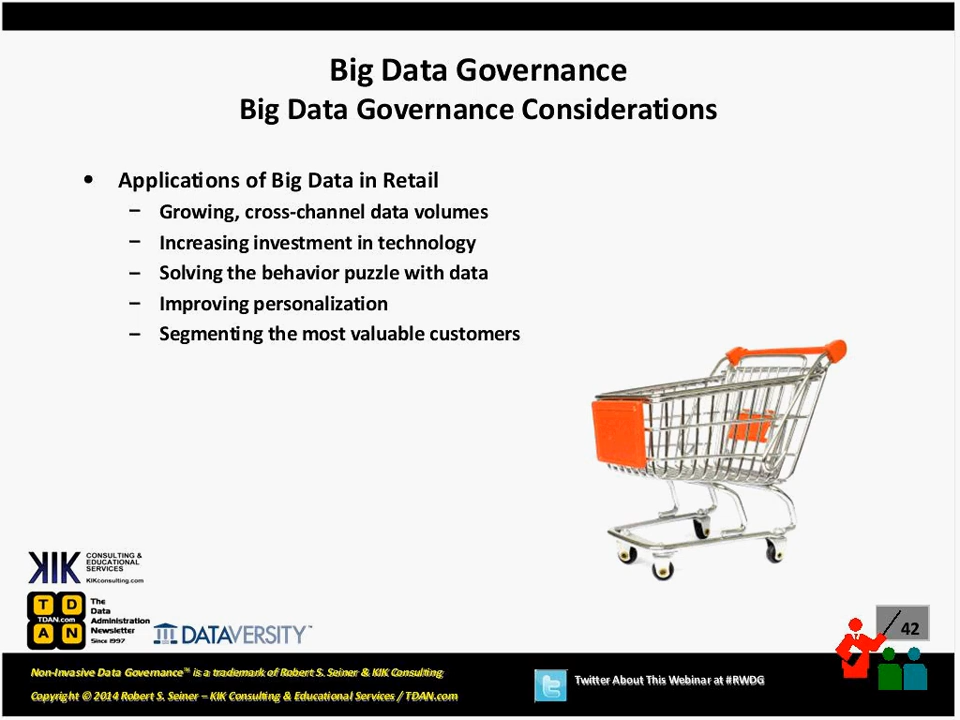 Big Data Governance
Big Data Governance Considerations
• Applications of Big Data in Retail
– Growing, cross-channel data volumes
– Increasing investment in technology
– Solving the behavior puzzle with data
– Improving personalization
– Segmenting the most valuable customers
KIK CONSULTING &
EDUCATIONAL
SERVICES
KIKconsulting.com
T D
TDAN.com
A N
The
Data
Administration
Newsletter
Since 1997
DATAVERSITY™
42
Non-Invasive Data Governance™ is a trademark of Robert S. Seiner & KIK Consulting
Copyright © 2014 Robert S. Seiner – KIK Consulting & Educational Services / TDAN.com
Twitter About This Webinar at #RWDG